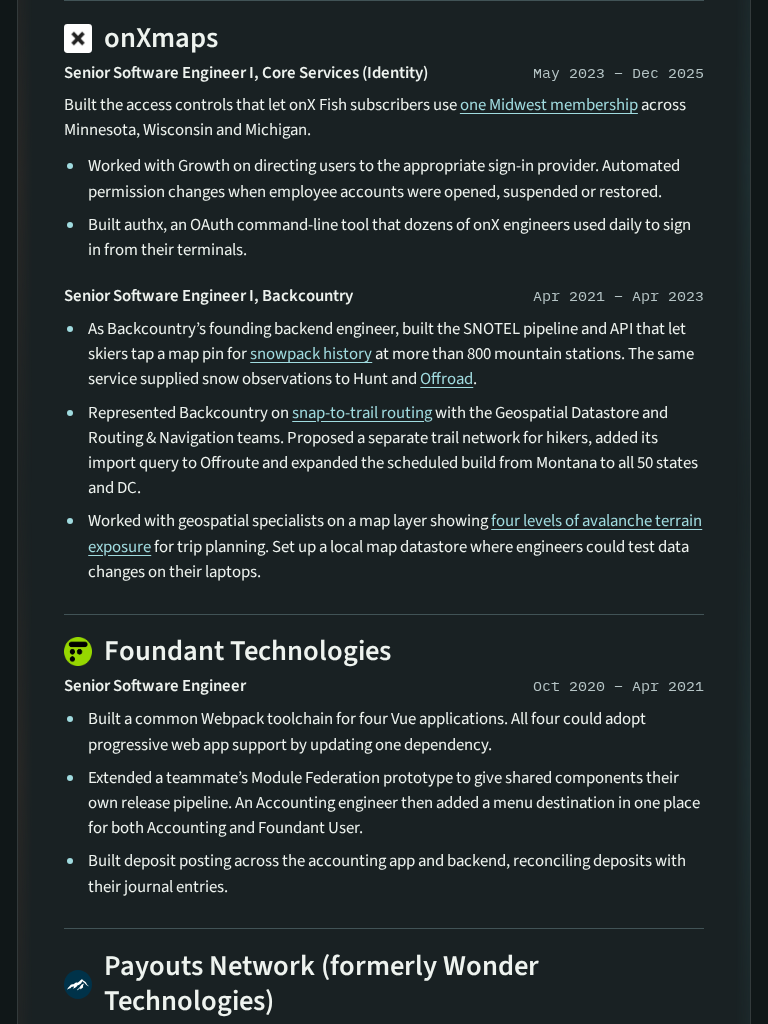 onXmaps
Senior Software Engineer I, Core Services (Identity) May 2023 – Dec 2025
Built the access controls that let onX Fish subscribers use one Midwest membership across
Minnesota, Wisconsin and Michigan.
Worked with Growth on directing users to the appropriate sign-in provider. Automated
permission changes when employee accounts were opened, suspended or restored.
Built authx, an OAuth command-line tool that dozens of onX engineers used daily to sign
in from their terminals.
Senior Software Engineer I, Backcountry Apr 2021 – Apr 2023
As Backcountry’s founding backend engineer, built the SNOTEL pipeline and API that let
skiers tap a map pin for snowpack history at more than 800 mountain stations. The same
service supplied snow observations to Hunt and Offroad.
Represented Backcountry on snap-to-trail routing with the Geospatial Datastore and
Routing & Navigation teams. Proposed a separate trail network for hikers, added its
import query to Offroute and expanded the scheduled build from Montana to all 50 states
and DC.
Worked with geospatial specialists on a map layer showing four levels of avalanche terrain
exposure for trip planning. Set up a local map datastore where engineers could test data
changes on their laptops.
Foundant Technologies
Senior Software Engineer Oct 2020 – Apr 2021
Built a common Webpack toolchain for four Vue applications. All four could adopt
progressive web app support by updating one dependency.
Extended a teammate’s Module Federation prototype to give shared components their
own release pipeline. An Accounting engineer then added a menu destination in one place
for both Accounting and Foundant User.
Built deposit posting across the accounting app and backend, reconciling deposits with
their journal entries.
Payouts Network (formerly Wonder
Technologies)